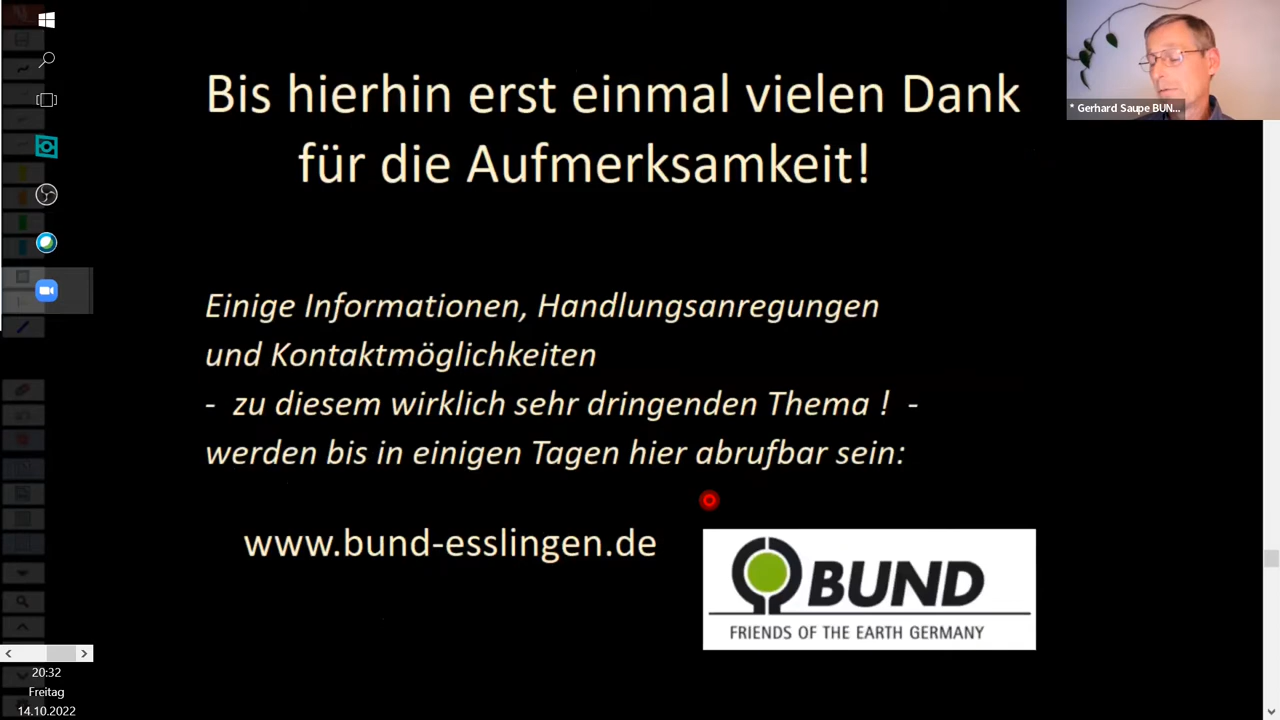 Bis hierhin erst einmal vielen Dank
für die Aufmerksamkeit!
* Gerhard Saupe BUN...
Einige Informationen, Handlungsanregungen
und Kontaktmöglichkeiten
- zu diesem wirklich sehr dringenden Thema ! -
werden bis in einigen Tagen hier abrufbar sein:
www.bund-esslingen.de
BUND
FRIENDS OF THE EARTH GERMANY
20:32
Freitag
14.10.2022